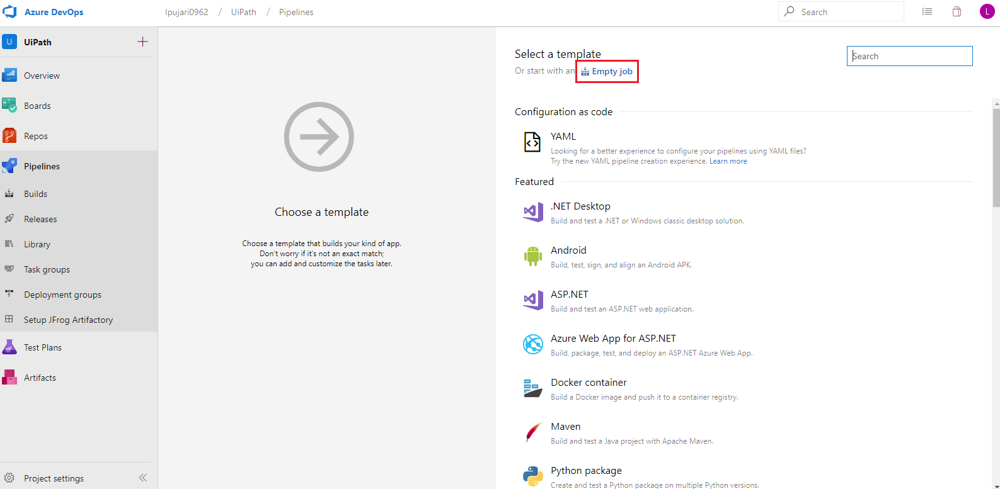 Azure DevOps
lpujari0962 / UiPath / Pipelines
Search
L
U UiPath
Overview
Boards
Repos
Pipelines
Builds
Releases
Library
Task groups
Deployment groups
Setup JFrog Artifactory
Test Plans
Artifacts
Project settings
Choose a template
Choose a template that builds your kind of app.
Don't worry if it's not an exact match;
you can add and customize the tasks later.
Select a template
Or start with an Empty job
Search
Configuration as code
YAML
Looking for a better experience to configure your pipelines using YAML files?
Try the new YAML pipeline creation experience. Learn more
Featured
.NET Desktop
Build and test a .NET or Windows classic desktop solution.
Android
Build, test, sign, and align an Android APK.
ASP.NET
Build and test an ASP.NET web application.
Azure Web App for ASP.NET
Build, package, test, and deploy an ASP.NET Azure Web App.
Docker container
Build a Docker image and push it to a container registry.
Maven
Build and test a Java project with Apache Maven.
Python package
Create and test a Python package on multiple Python versions.